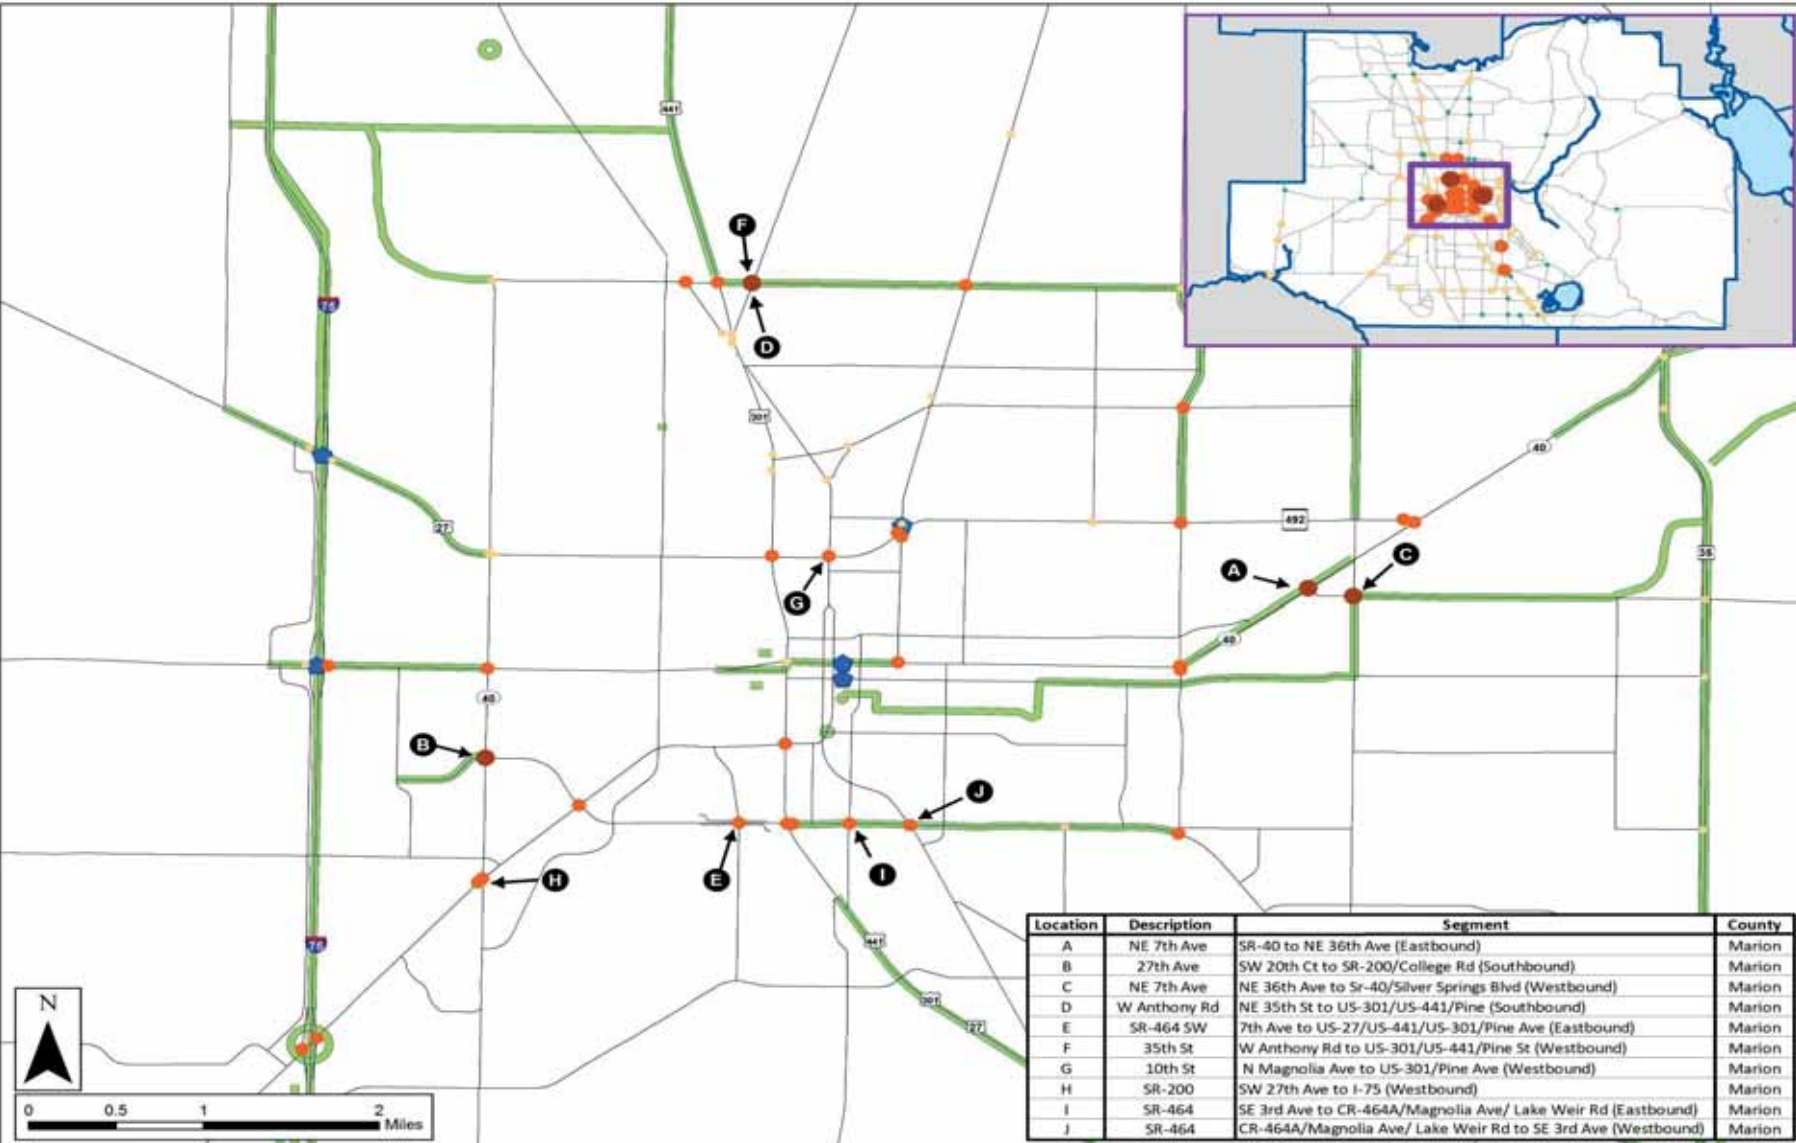 441
F
D
75
301
40
27
492
A
C
35
G
40
40
B
J
E
I
H
441
75
301
27
N
0 0.5 1 2
Miles
Location Description Segment County
A NE 7th Ave SR-40 to NE 36th Ave (Eastbound) Marion
B 27th Ave SW 20th Ct to SR-200/College Rd (Southbound) Marion
C NE 7th Ave NE 36th Ave to Sr-40/Silver Springs Blvd (Westbound) Marion
D W Anthony Rd NE 35th St to US-301/US-441/Pine (Southbound) Marion
E SR-464 SW 7th Ave to US-27/US-441/US-301/Pine Ave (Eastbound) Marion
F 35th St W Anthony Rd to US-301/US-441/Pine St (Westbound) Marion
G 10th St N Magnolia Ave to US-301/Pine Ave (Westbound) Marion
H SR-200 SW 27th Ave to I-75 (Westbound) Marion
I SR-464 SE 3rd Ave to CR-464A/Magnolia Ave/ Lake Weir Rd (Eastbound) Marion
J SR-464 CR-464A/Magnolia Ave/ Lake Weir Rd to SE 3rd Ave (Westbound) Marion